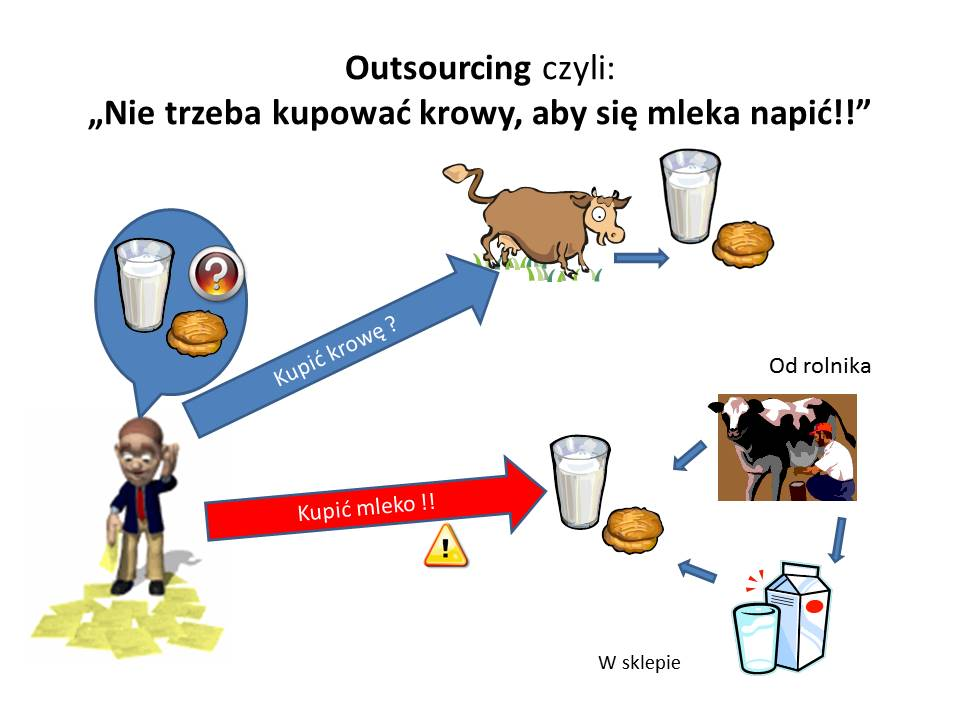 Outsourcing czyli:
„Nie trzeba kupować krowy, aby się mleka napić!!”
?
Kupić krowę ?
Od rolnika
Kupić mleko !!
!
W sklepie